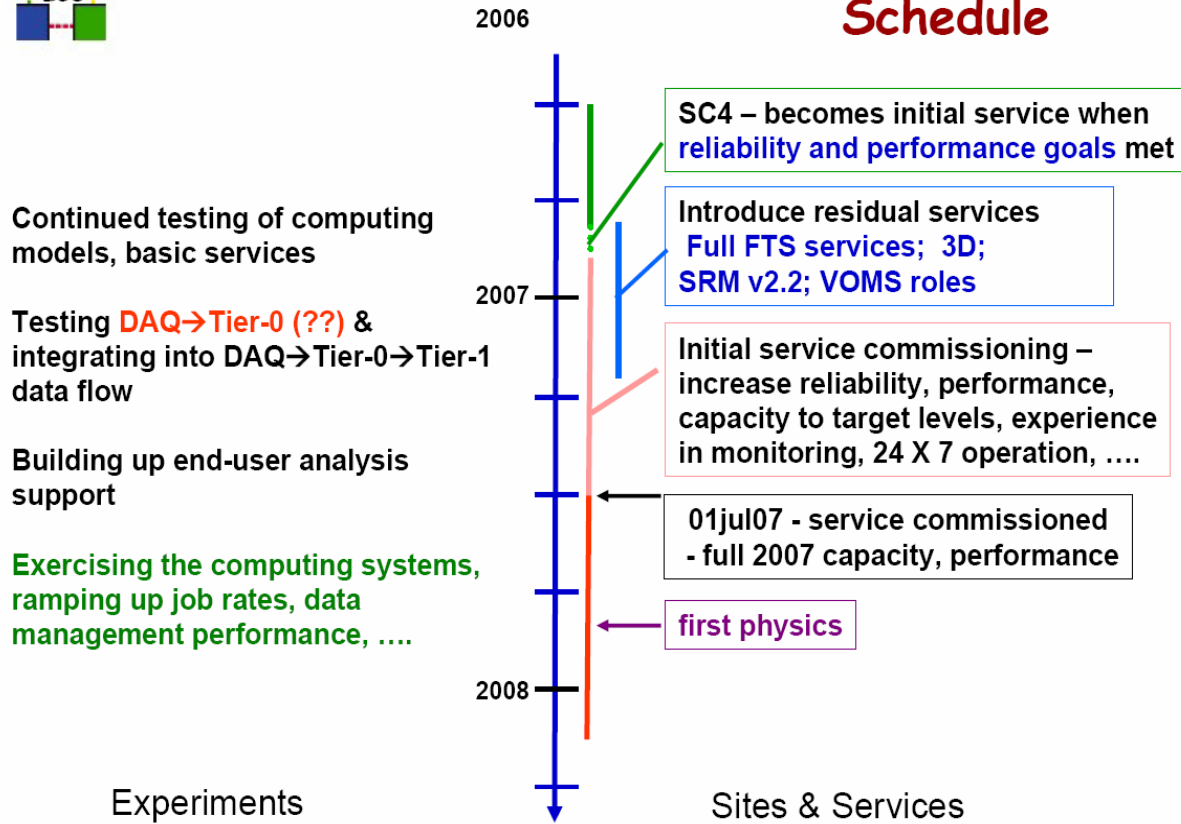 Schedule
2006
SC4 – becomes initial service when
reliability and performance goals met
Introduce residual services
Full FTS services; 3D;
SRM v2.2; VOMS roles
2007
Initial service commissioning –
increase reliability, performance,
capacity to target levels, experience
in monitoring, 24 X 7 operation, ….
01jul07 - service commissioned
- full 2007 capacity, performance
first physics
2008
Continued testing of computing
models, basic services
Testing DAQ→Tier-0 (??) &
integrating into DAQ→Tier-0→Tier-1
data flow
Building up end-user analysis
support
Exercising the computing systems,
ramping up job rates, data
management performance, ….
Experiments
Sites & Services